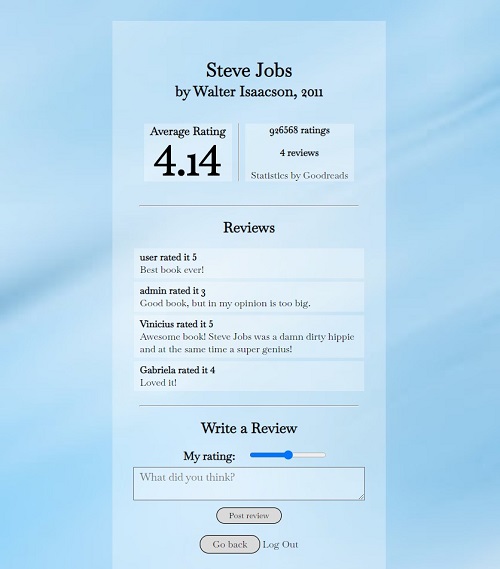 Steve Jobs
by Walter Isaacson, 2011
Average Rating
4.14
926568 ratings
4 reviews
Statistics by Goodreads
Reviews
user rated it 5
Best book ever!
admin rated it 3
Good book, but in my opinion is too big.
Vinicius rated it 5
Awesome book! Steve Jobs was a damn dirty hippie
and at the same time a super genius!
Gabriela rated it 4
Loved it!
Write a Review
My rating:
What did you think?
Post review
Go back Log Out